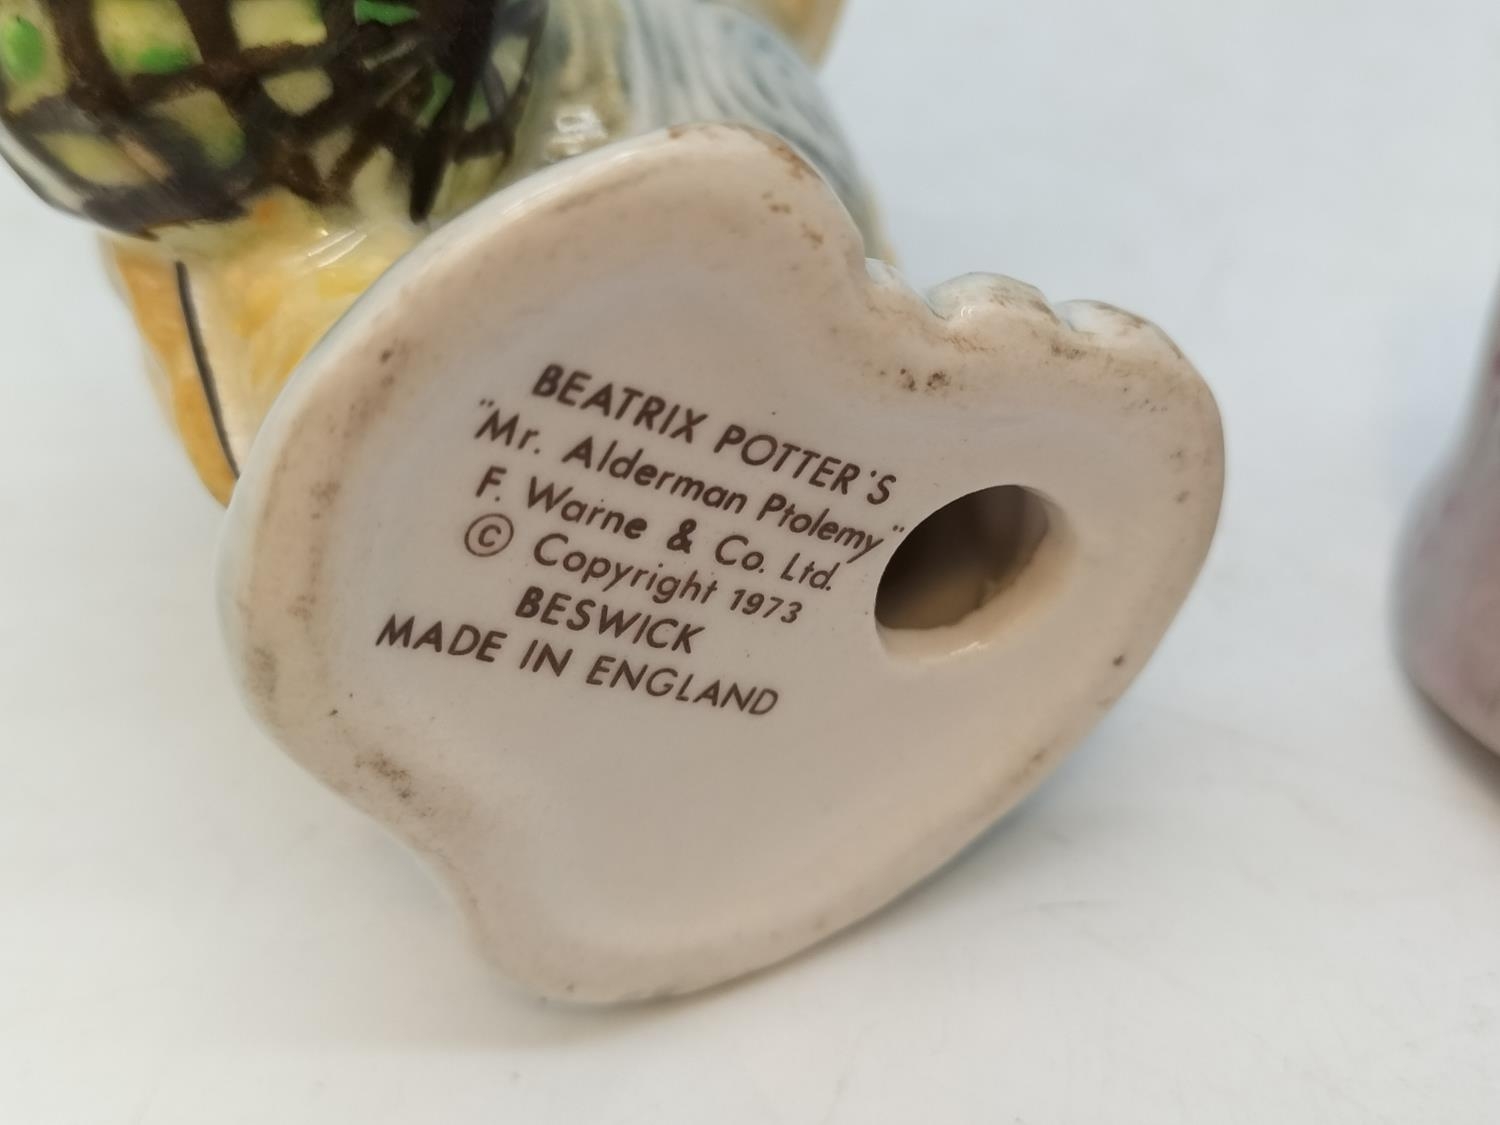 BEATRIX POTTER'S
"Mr. Alderman Ptolemy"
F. Warne & Co. Ltd.
© Copyright 1973
BESWICK
MADE IN ENGLAND